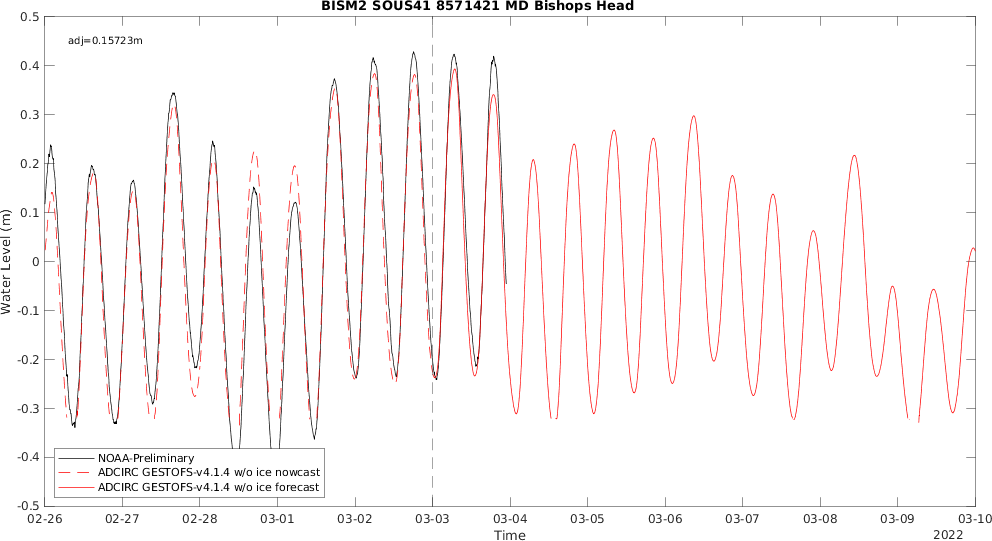 BISM2 SOUS41 8571421 MD Bishops Head
adj=0.15723m
0.5
0.4
0.3
0.2
0.1
0
-0.1
-0.2
-0.3
-0.4
-0.5
Water Level (m)
NOAA-Preliminary
ADCIRC GESTOFS-v4.1.4 w/o ice nowcast
ADCIRC GESTOFS-v4.1.4 w/o ice forecast
02-26 02-27 02-28 03-01 03-02 03-03 03-04 03-05 03-06 03-07 03-08 03-09 03-10
Time
2022